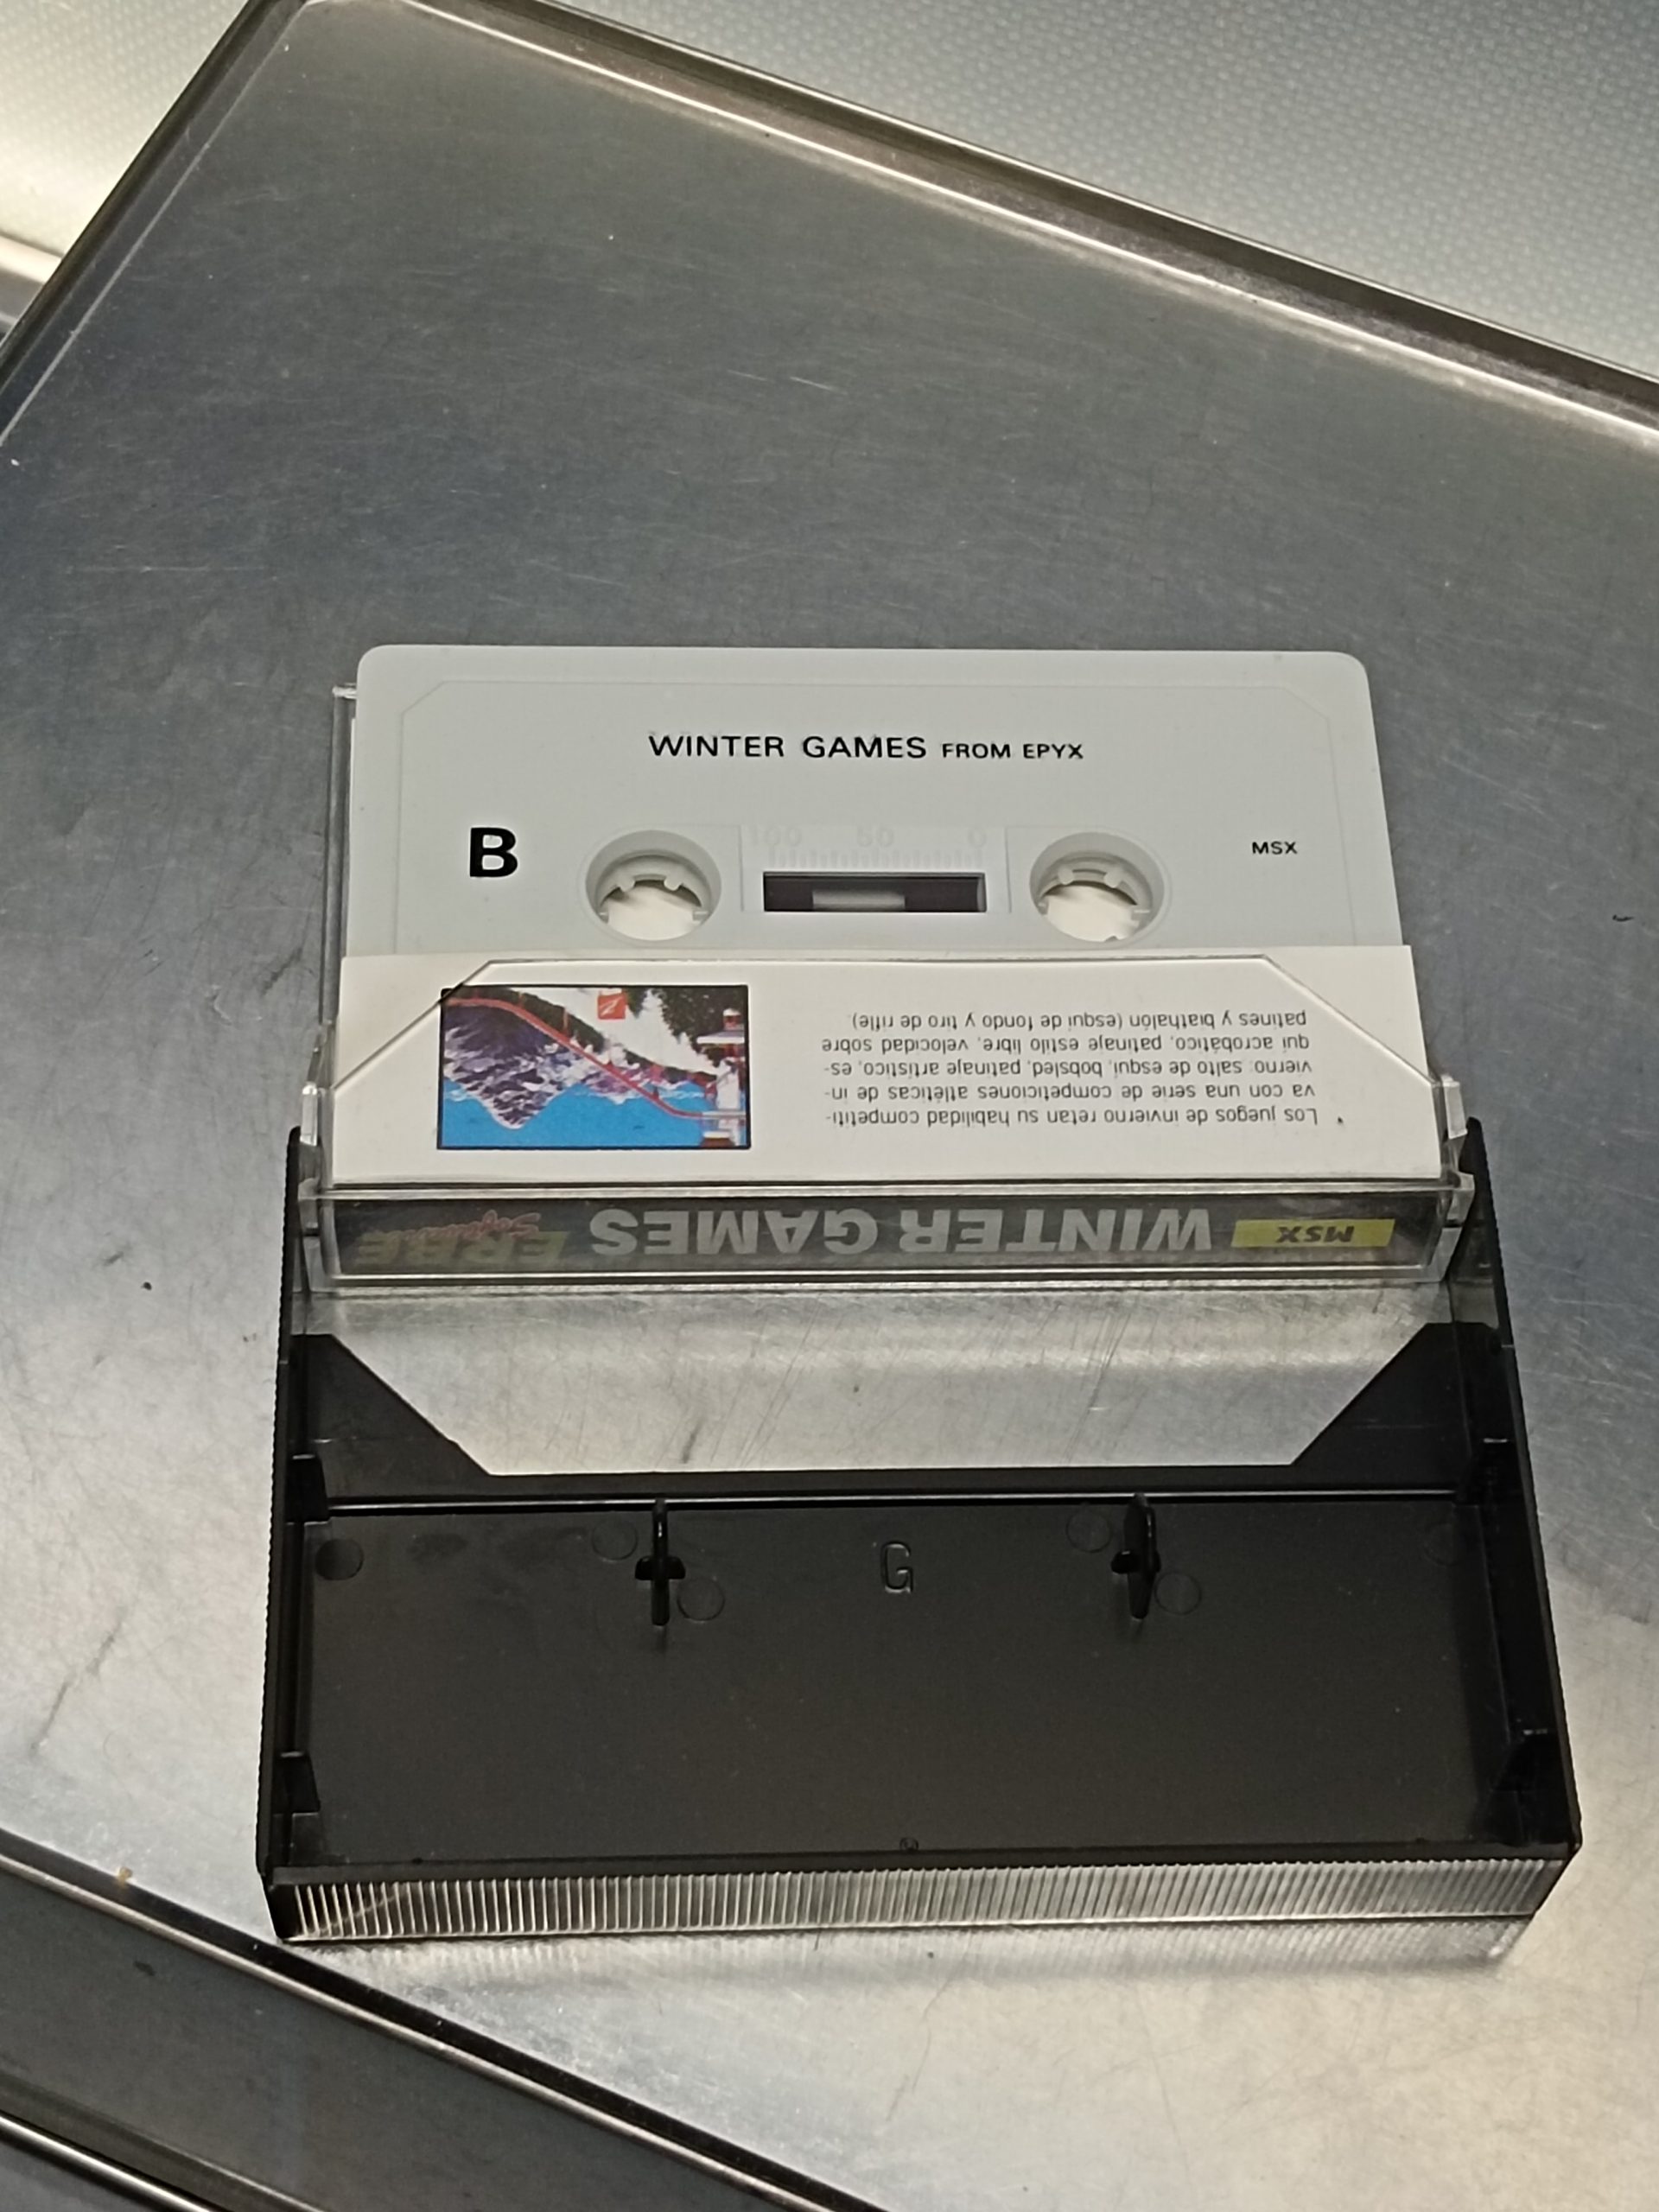 WINTER GAMES FROM EPYX
B
100 50 0
MSX
Los juegos de invierno retan su habilidad competiti-
va con una serie de competiciones atléticas de in-
vierno: salto de esquí, bobsled, patinaje artístico, es-
quí acrobático, patinaje estilo libre, velocidad sobre
patines y biathalón (esquí de fondo y tiro de rifle).
MSX WINTER GAMES ERBE Software
G